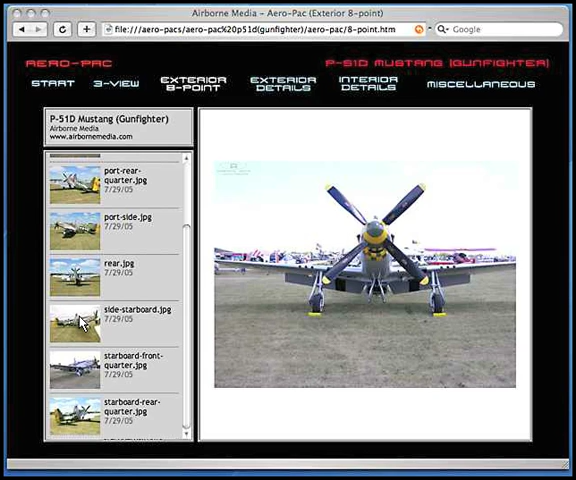 Airborne Media – Aero-Pac (Exterior 8-point)
file:///aero-pacs/aero-pac%20p51d(gunfighter)/aero-pac/8-point.htm
Google
AERO-PAC
P-51D MUSTANG (GUNFIGHTER)
START
3-VIEW
EXTERIOR
8-POINT
EXTERIOR
DETAILS
INTERIOR
DETAILS
MISCELLANEOUS
P-51D Mustang (Gunfighter)
Airborne Media
www.airbornemedia.com
port-rear-
quarter.jpg
7/29/05
port-side.jpg
7/29/05
rear.jpg
7/29/05
side-starboard.jpg
7/29/05
starboard-front-
quarter.jpg
7/29/05
starboard-rear-
quarter.jpg
7/29/05